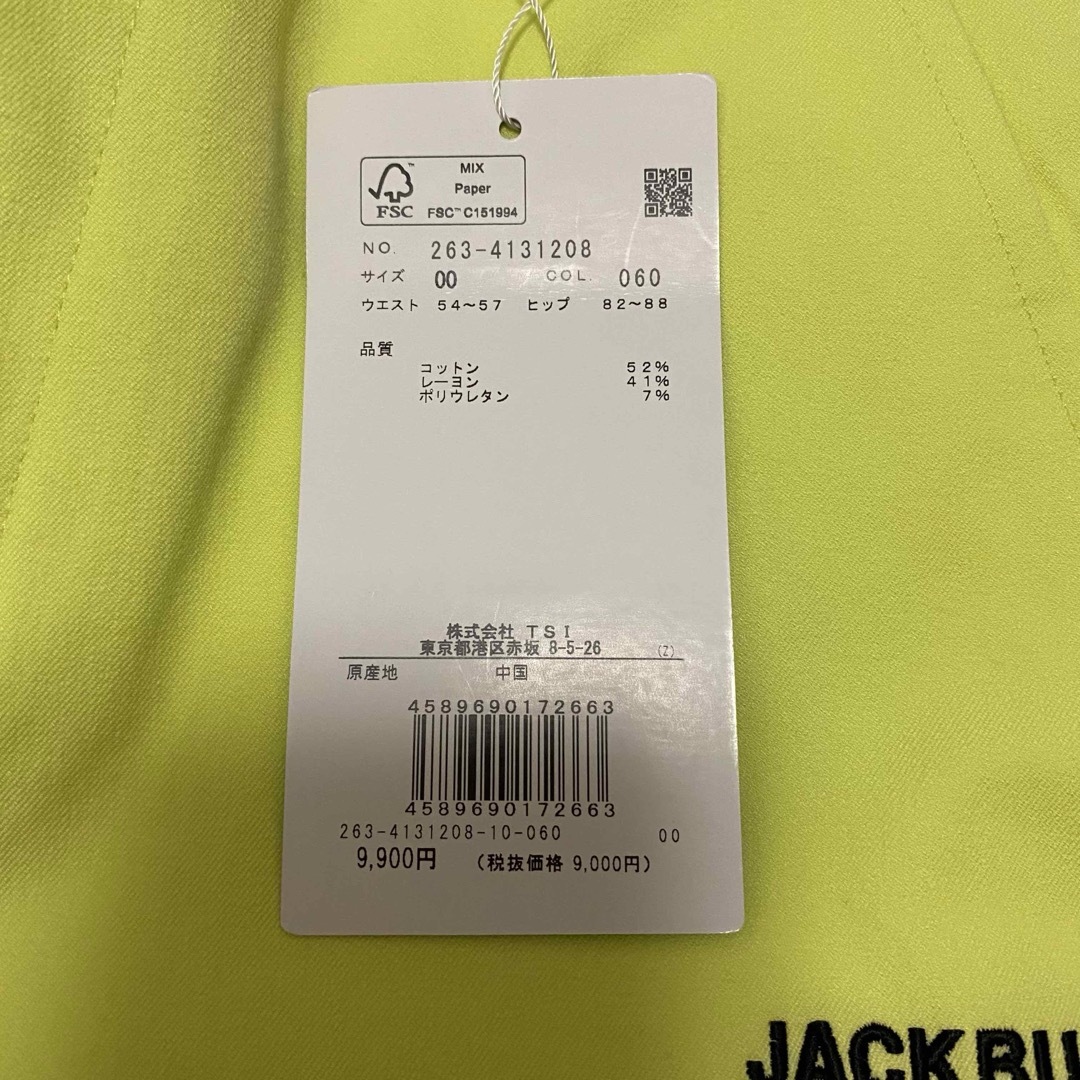 MIX
Paper
FSC™ C151994
FSC™
NO. 263-4131208
サイズ 00 COL. 060
ウエスト 54～57 ヒップ 82～88
品質
コットン 52%
レーヨン 41%
ポリウレタン 7%
株式会社 TSI
東京都港区赤坂 8-5-26 (Z)
原産地 中国
4589690172663
4589690172663
263-4131208-10-060 00
9,900円 (税抜価格 9,000円)
JACK BU